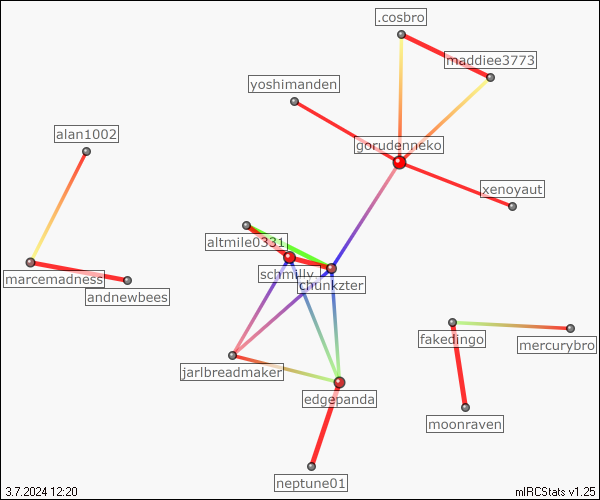 .cosbro
maddiee3773
yoshimanden
alan1002
gorudenneko
xenoyaut
altmile0331
schmilly
chunkzter
marcemadness
andnewbees
fakedingo
mercurybro
jarlbreadmaker
edgepanda
moonraven
neptune01
3.7.2024 12:20
mIRCStats v1.25